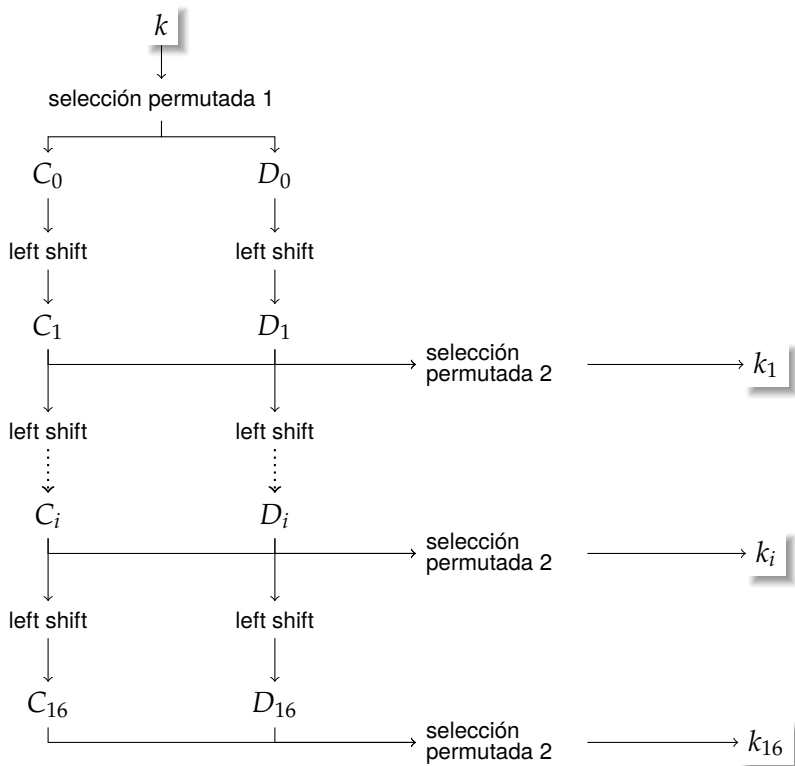 k
selección permutada 1
C₀ D₀
left shift left shift
C₁ D₁
selección
permutada 2
k₁
left shift left shift
Cᵢ Dᵢ
selección
permutada 2
kᵢ
left shift left shift
C₁₆ D₁₆
selección
permutada 2
k₁₆